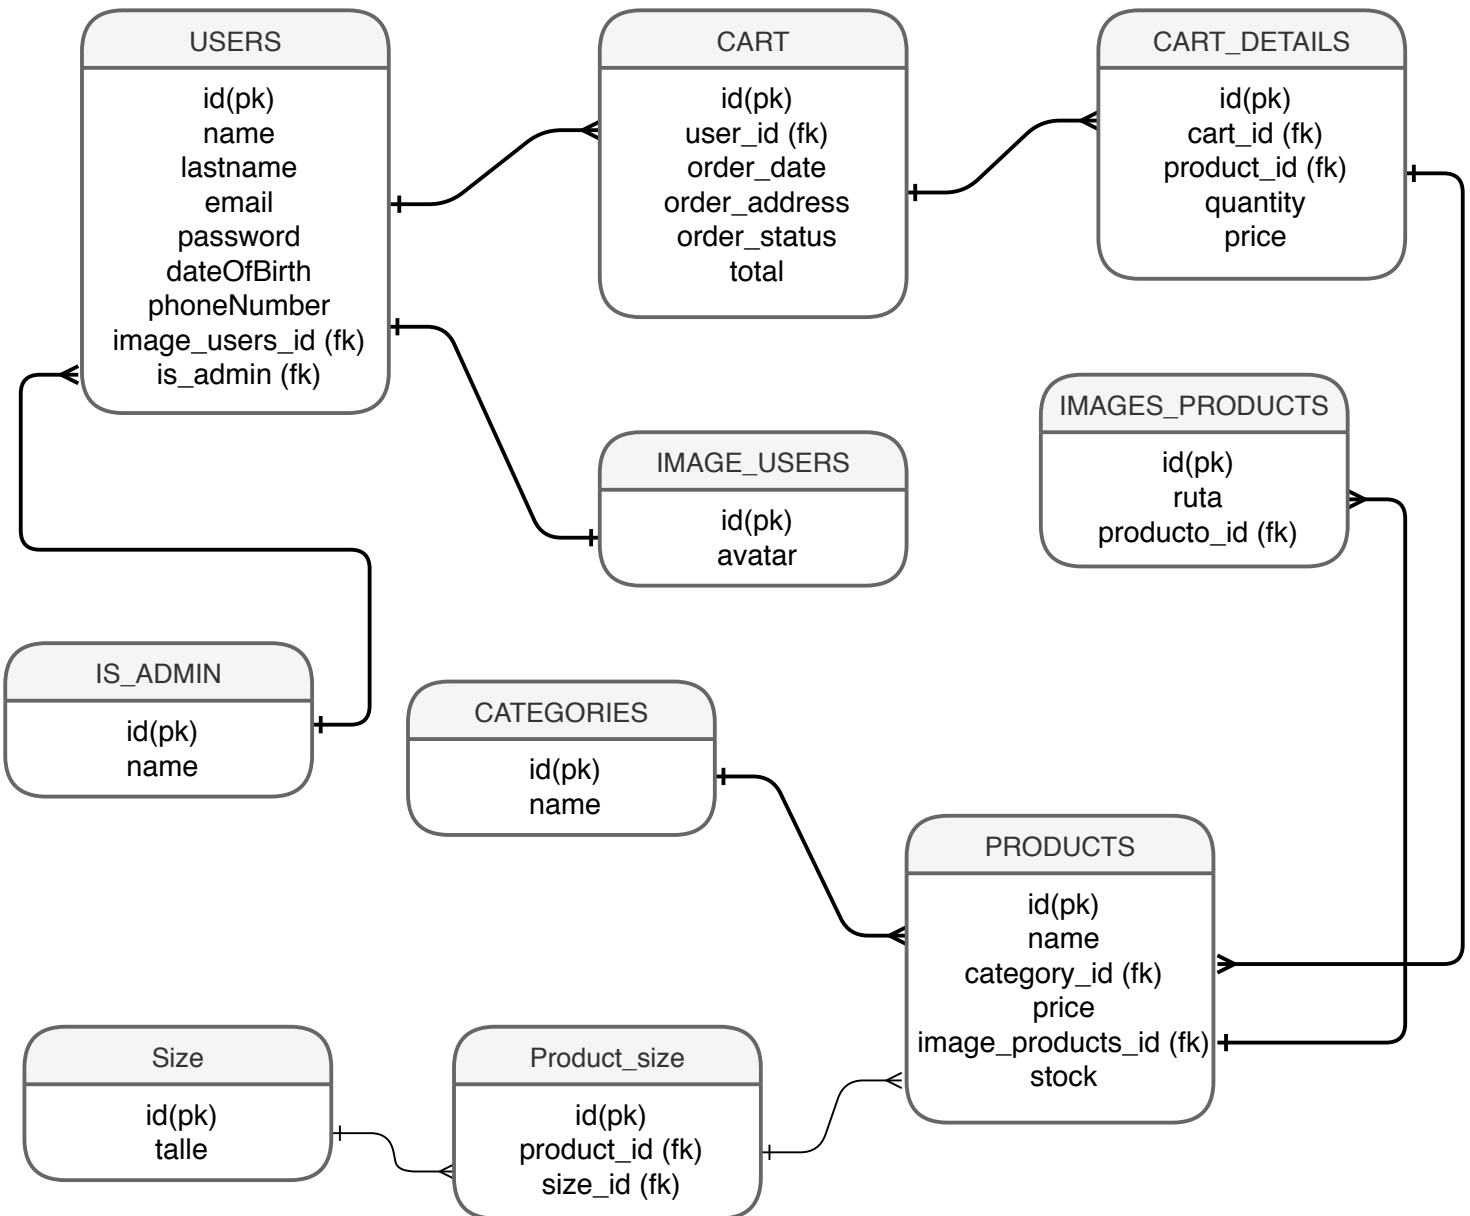 USERS
id(pk)
name
lastname
email
password
dateOfBirth
phoneNumber
image_users_id (fk)
is_admin (fk)
CART
id(pk)
user_id (fk)
order_date
order_address
order_status
total
CART_DETAILS
id(pk)
cart_id (fk)
product_id (fk)
quantity
price
IMAGES_PRODUCTS
id(pk)
ruta
producto_id (fk)
IMAGE_USERS
id(pk)
avatar
IS_ADMIN
id(pk)
name
CATEGORIES
id(pk)
name
PRODUCTS
id(pk)
name
category_id (fk)
price
image_products_id (fk)
stock
Size
id(pk)
talle
Product_size
id(pk)
product_id (fk)
size_id (fk)